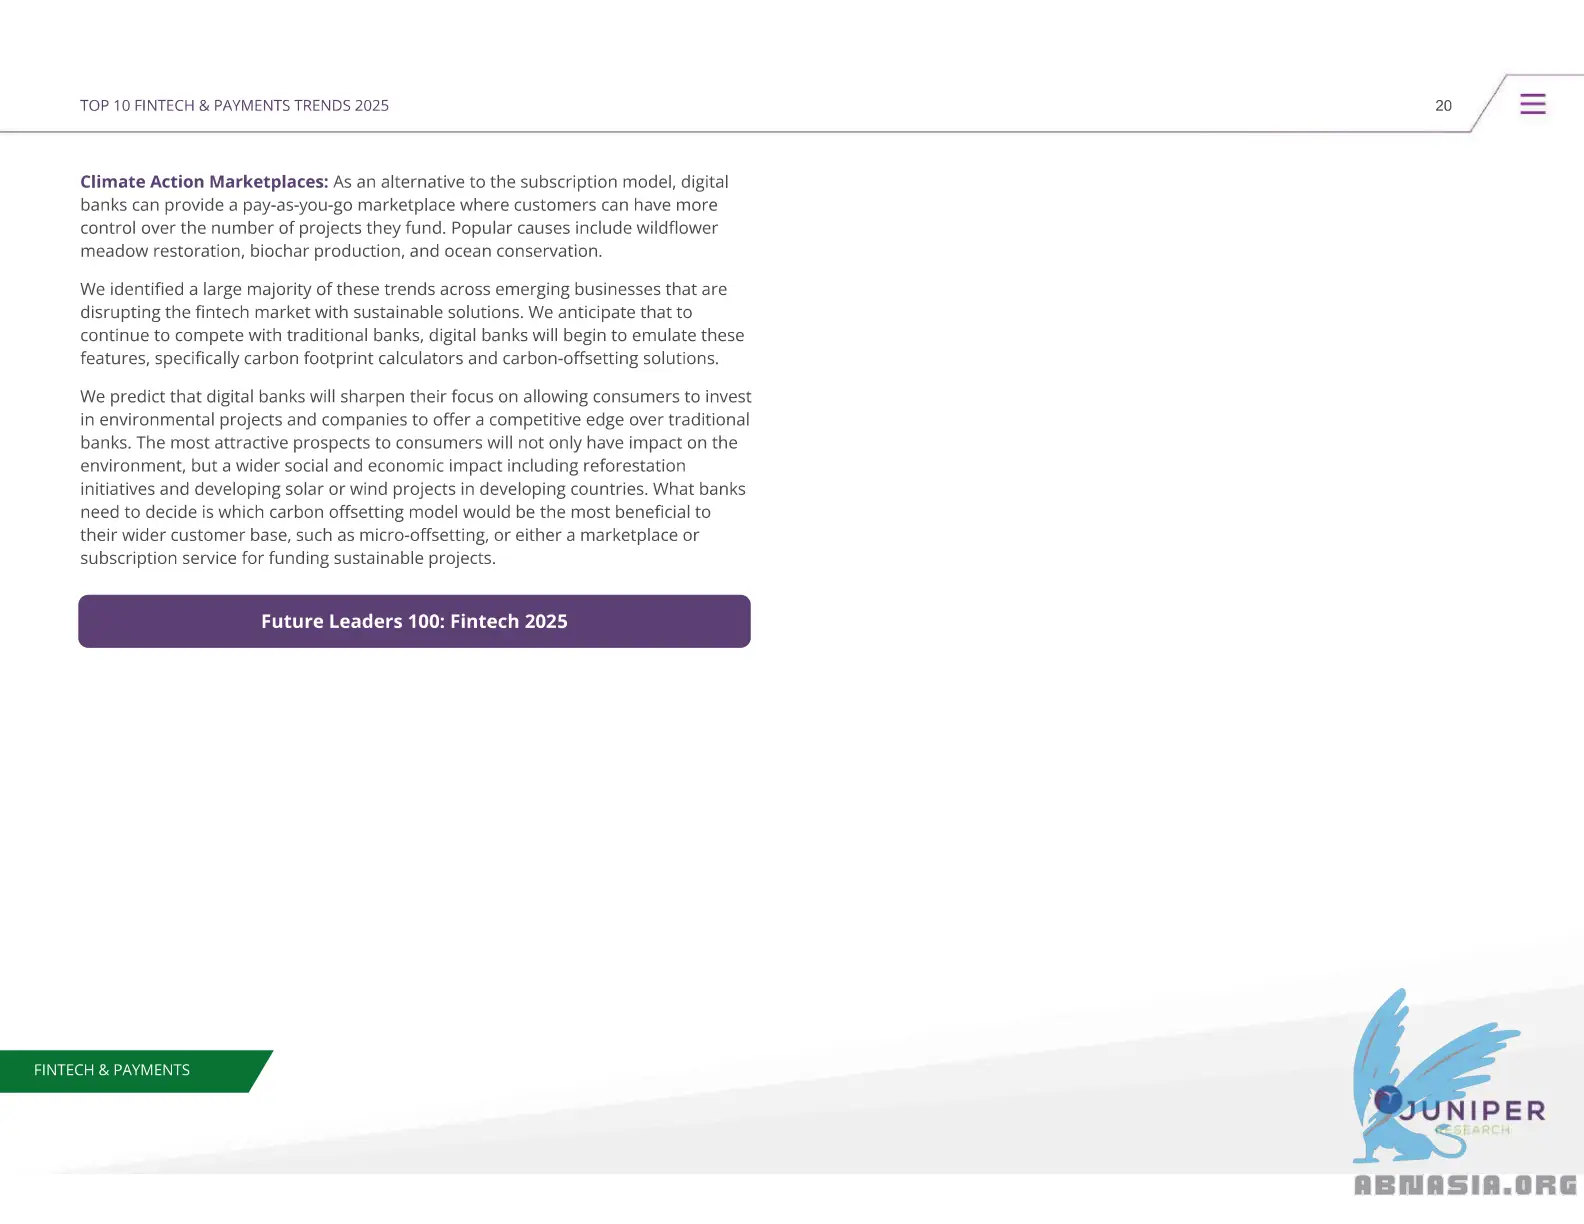 TOP 10 FINTECH & PAYMENTS TRENDS 2025
20
Climate Action Marketplaces: As an alternative to the subscription model, digital
banks can provide a pay-as-you-go marketplace where customers can have more
control over the number of projects they fund. Popular causes include wildflower
meadow restoration, biochar production, and ocean conservation.
We identified a large majority of these trends across emerging businesses that are
disrupting the fintech market with sustainable solutions. We anticipate that to
continue to compete with traditional banks, digital banks will begin to emulate these
features, specifically carbon footprint calculators and carbon-offsetting solutions.
We predict that digital banks will sharpen their focus on allowing consumers to invest
in environmental projects and companies to offer a competitive edge over traditional
banks. The most attractive prospects to consumers will not only have impact on the
environment, but a wider social and economic impact including reforestation
initiatives and developing solar or wind projects in developing countries. What banks
need to decide is which carbon offsetting model would be the most beneficial to
their wider customer base, such as micro-offsetting, or either a marketplace or
subscription service for funding sustainable projects.
Future Leaders 100: Fintech 2025
FINTECH & PAYMENTS
JUNIPER
RESEARCH
ABNASIA.ORG